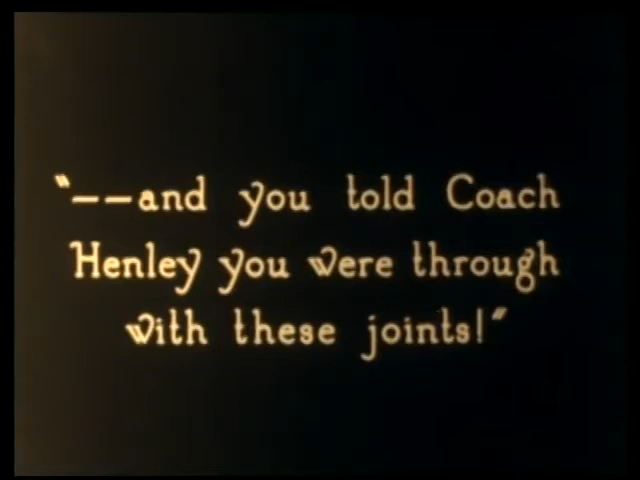 "--and you told Coach
Henley you were through
with these joints!"